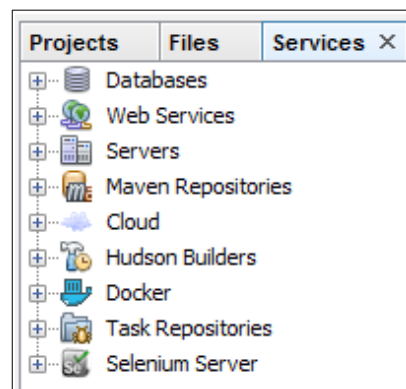 Projects Files Services ×
Databases
Web Services
Servers
Maven Repositories
Cloud
Hudson Builders
Docker
Task Repositories
Selenium Server